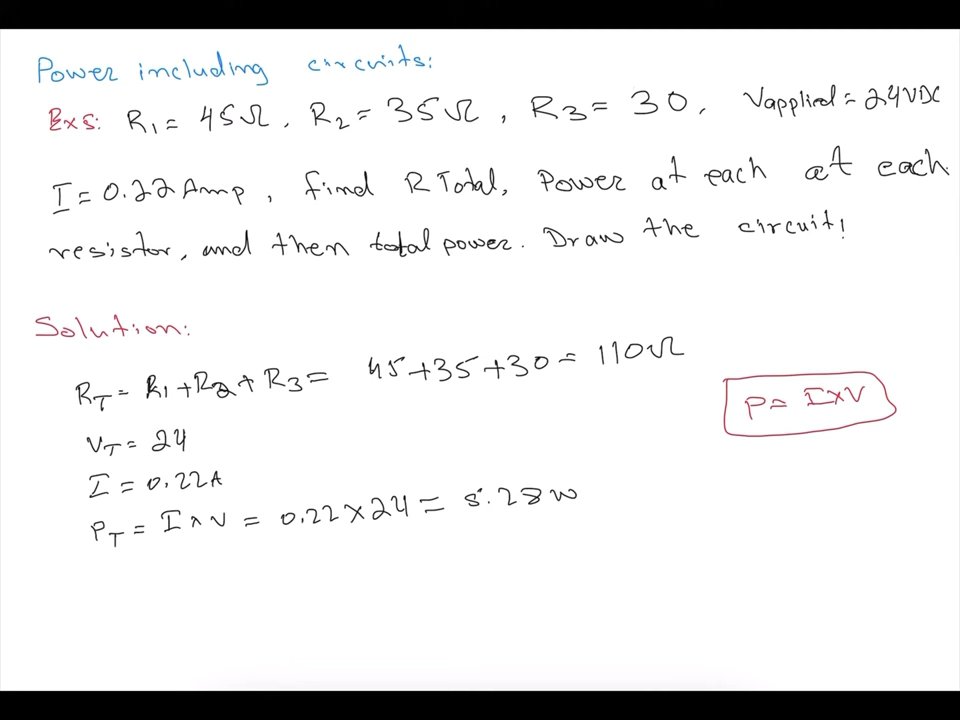 Power including circuits:
Exs: R1 = 45Ω, R2 = 35Ω, R3 = 30, Vapplied = 24VDC
I = 0.22 Amp, find R Total, Power at each at each
resistor, and then total power. Draw the circuit!
Solution:
RT = R1 + R2 + R3 = 45+35+30 = 110Ω
P = I×V
VT = 24
I = 0.22A
PT = I×V = 0.22×24 = 5.28W